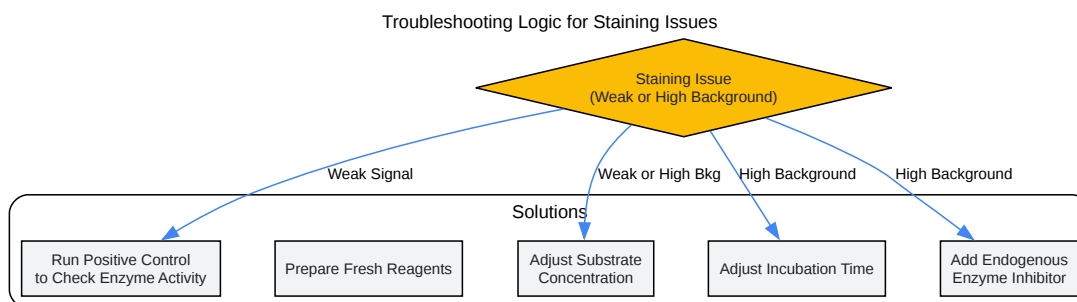 Troubleshooting Logic for Staining Issues
Staining Issue
(Weak or High Background)
Weak Signal
Weak or High Bkg
High Background
High Background
Solutions
Run Positive Control
to Check Enzyme Activity
Prepare Fresh Reagents
Adjust Substrate
Concentration
Adjust Incubation Time
Add Endogenous
Enzyme Inhibitor